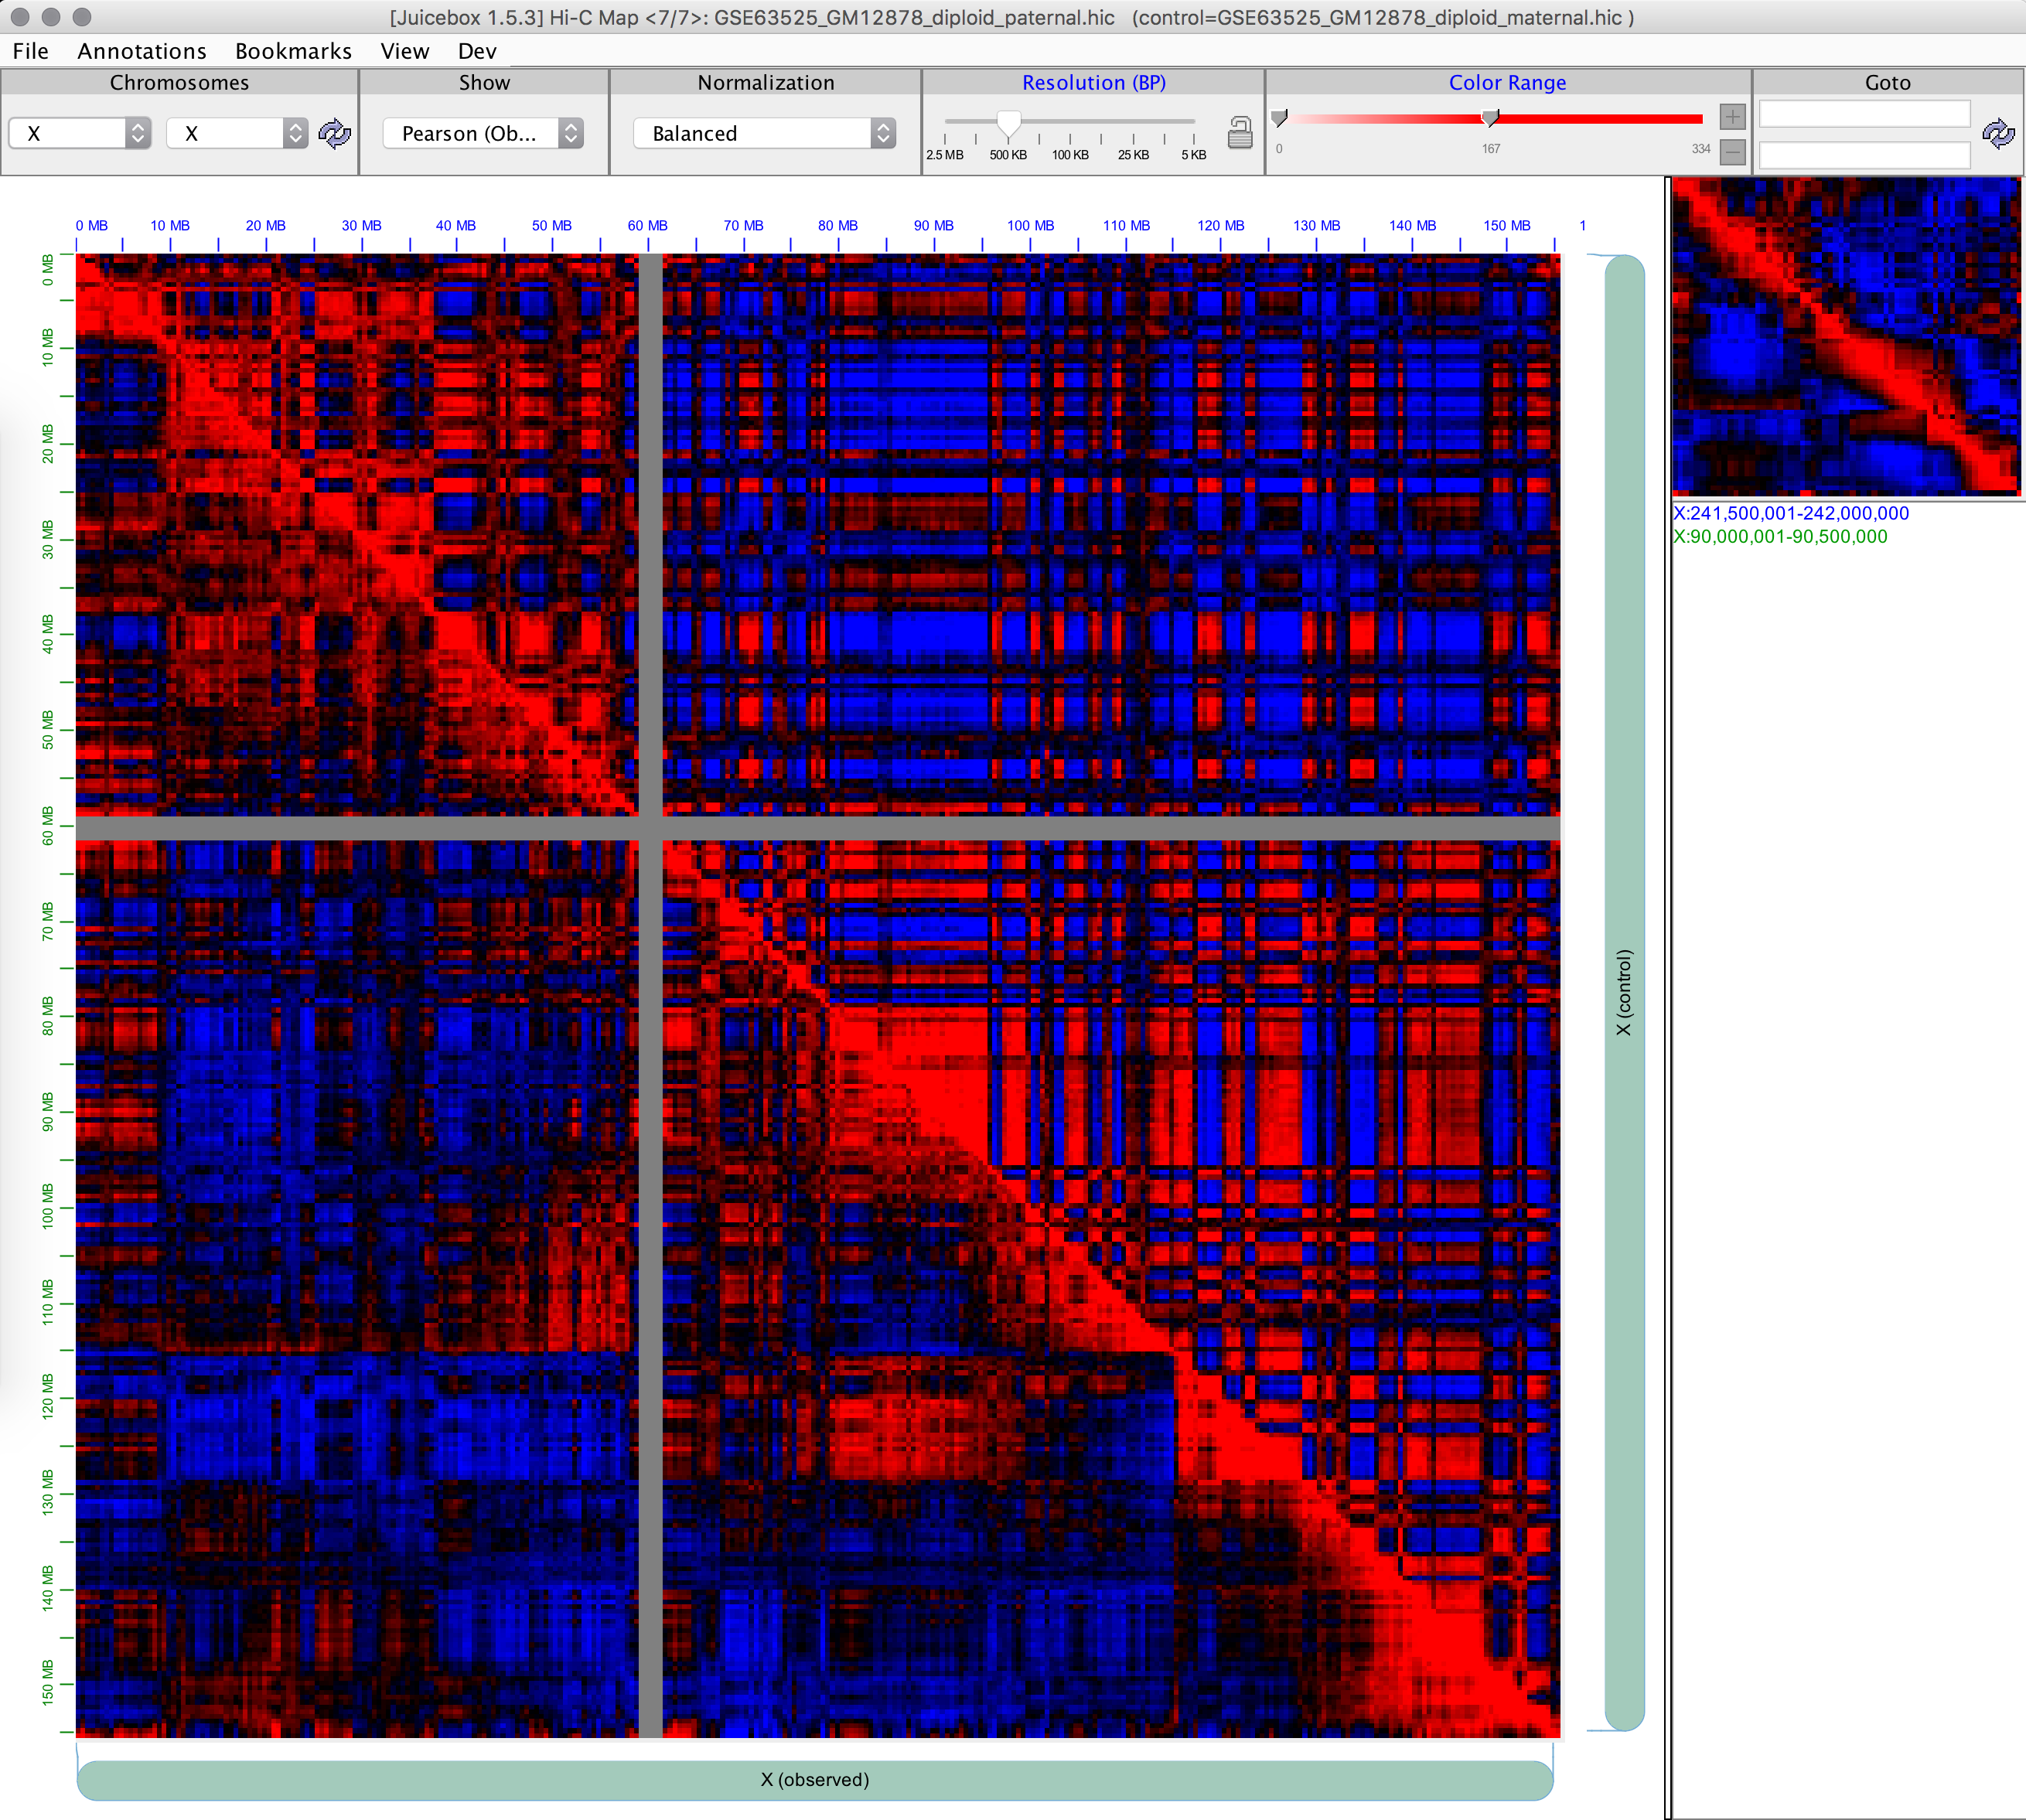 [Juicebox 1.5.3] Hi-C Map <7/7>: GSE63525_GM12878_diploid_paternal.hic (control=GSE63525_GM12878_diploid_maternal.hic )
File Annotations Bookmarks View Dev
Chromosomes Show Normalization Resolution (BP) Color Range Goto
X X Pearson (Ob... Balanced
2.5 MB 500 KB 100 KB 25 KB 5 KB 0 167 334
0 MB 10 MB 20 MB 30 MB 40 MB 50 MB 60 MB 70 MB 80 MB 90 MB 100 MB 110 MB 120 MB 130 MB 140 MB 150 MB 1
0 MB
10 MB
20 MB
30 MB
40 MB
50 MB
60 MB
70 MB
80 MB
90 MB
100 MB
110 MB
120 MB
130 MB
140 MB
150 MB
X (control)
X (observed)
X:241,500,001-242,000,000
X:90,000,001-90,500,000